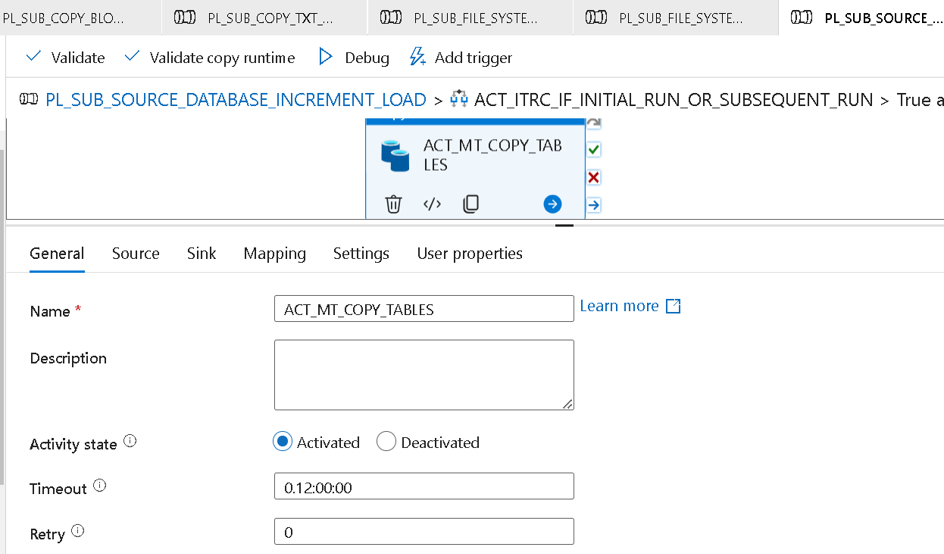 PL_SUB_COPY_BLO... PL_SUB_COPY_TXT_... PL_SUB_FILE_SYSTE... PL_SUB_FILE_SYSTE... PL_SUB_SOURCE_...
Validate Validate copy runtime Debug Add trigger
PL_SUB_SOURCE_DATABASE_INCREMENT_LOAD > ACT_ITRC_IF_INITIAL_RUN_OR_SUBSEQUENT_RUN > True a
ACT_MT_COPY_TAB
LES
General Source Sink Mapping Settings User properties
Name * ACT_MT_COPY_TABLES Learn more
Description
Activity state Activated Deactivated
Timeout 0.12:00:00
Retry 0